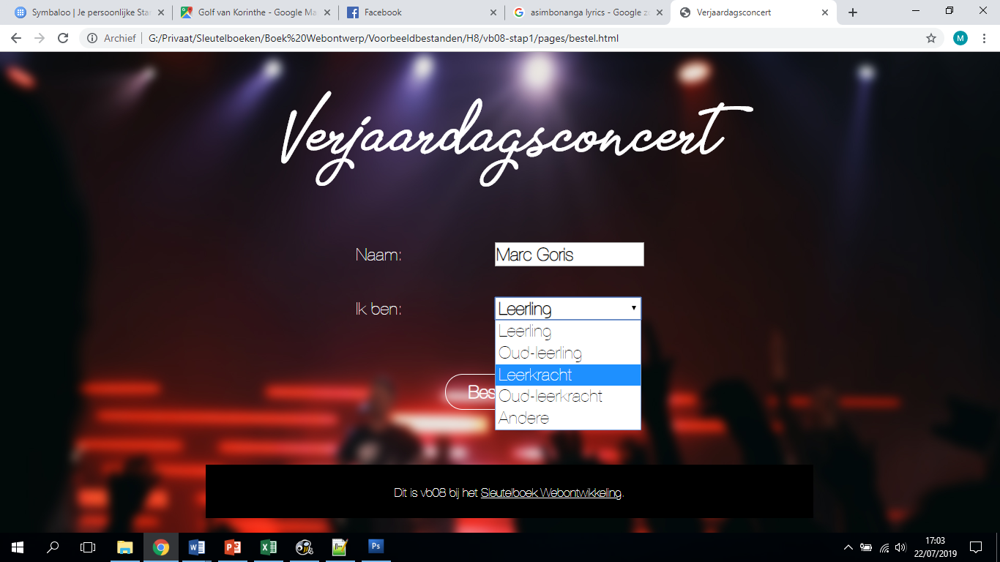 Symbaloo | Je persoonlijke Star
Golf van Korinthe - Google Ma
Facebook
asimbonanga lyrics - Google zo
Verjaardagsconcert
Archief
G:/Privaat/Sleutelboeken/Boek%20Webontwerp/Voorbeeldbestanden/H8/vb08-stap1/pages/bestel.html
M
Verjaardagsconcert
Naam:
Marc Goris
Ik ben:
Leerling
Leerling
Oud-leerling
Leerkracht
Bes
Oud-leerkracht
Andere
Dit is vb08 bij het Sleutelboek Webontwikkeling.
17:03
22/07/2019